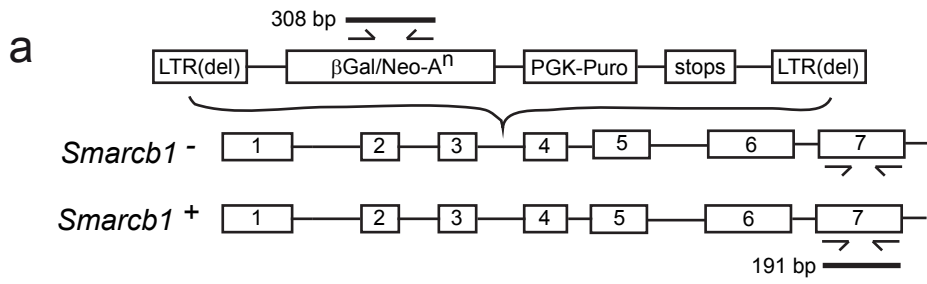 308 bp
a
LTR(del) βGal/Neo-Aⁿ PGK-Puro stops LTR(del)
Smarcb1 - 1 2 3 4 5 6 7
Smarcb1 + 1 2 3 4 5 6 7
191 bp